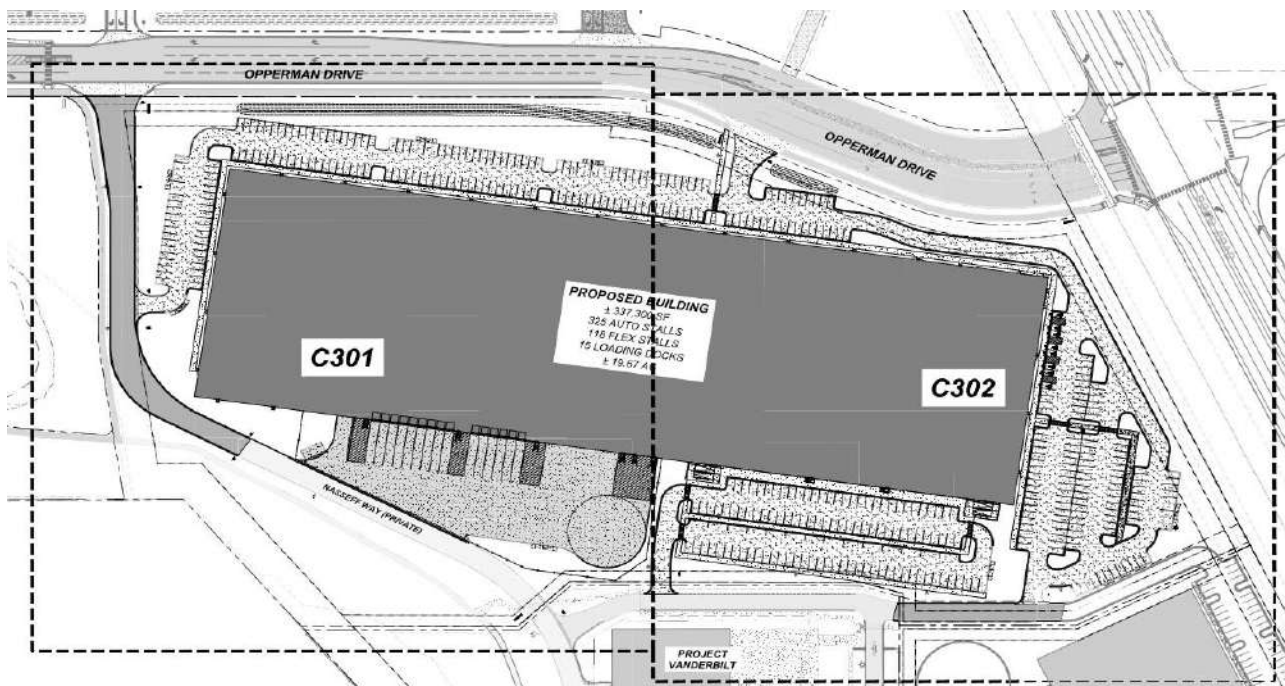 OPPERMAN DRIVE
OPPERMAN DRIVE
PROPOSED BUILDING
± 337,300 SF
325 AUTO STALLS
118 FLEX STALLS
15 LOADING DOCKS
± 19.67 AC
C301
C302
NASSEFF WAY (PRIVATE)
PROJECT
VANDERBILT